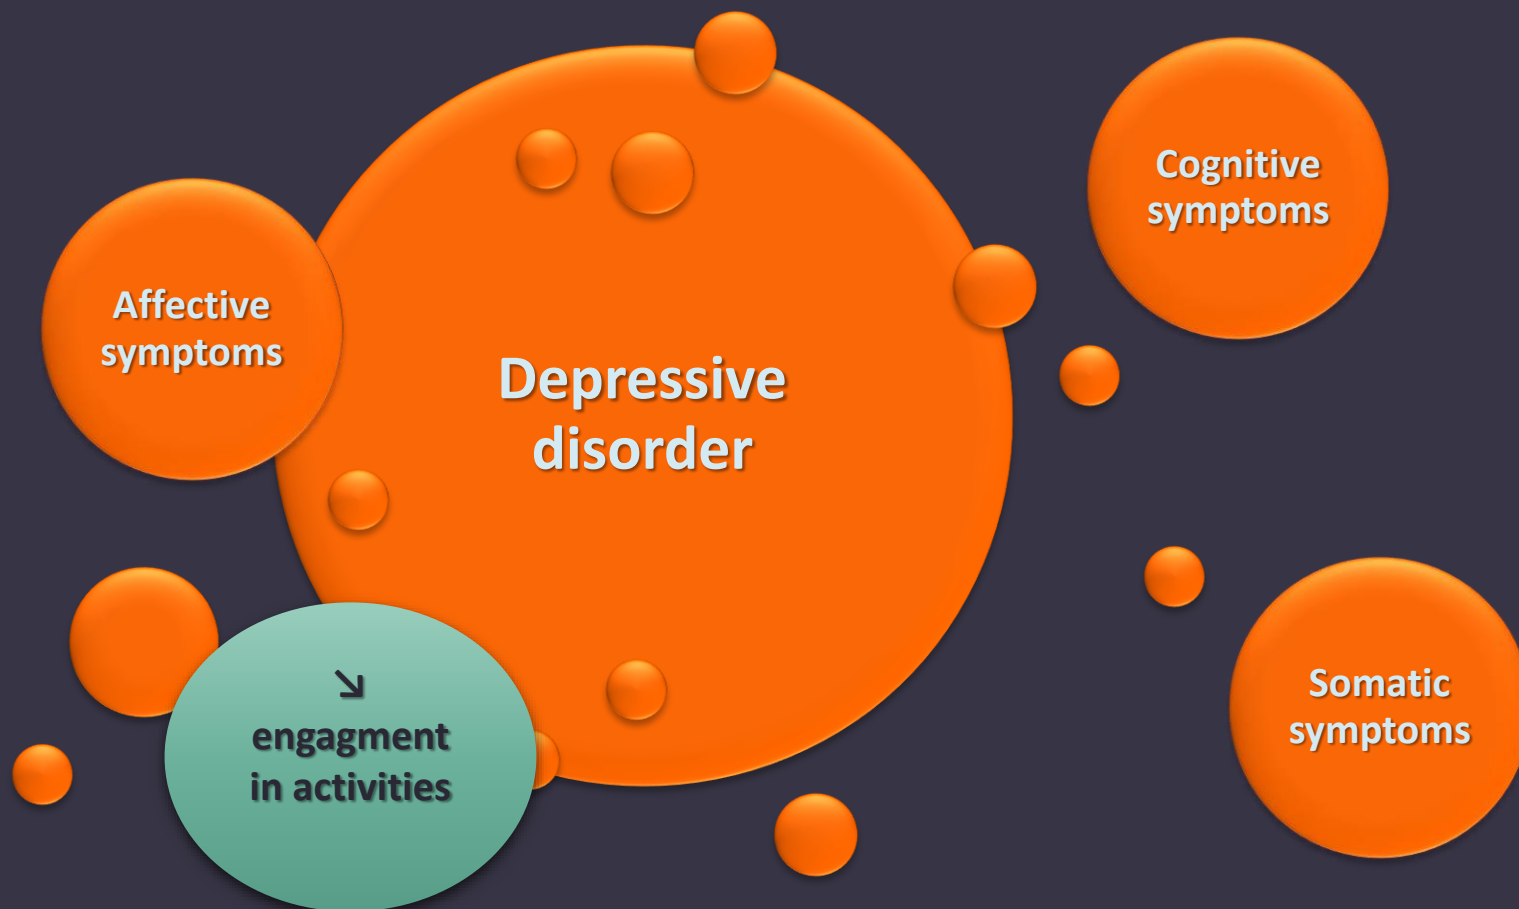 Cognitive
symptoms
Affective
symptoms
Depressive
disorder
↘
engagment
in activities
Somatic
symptoms